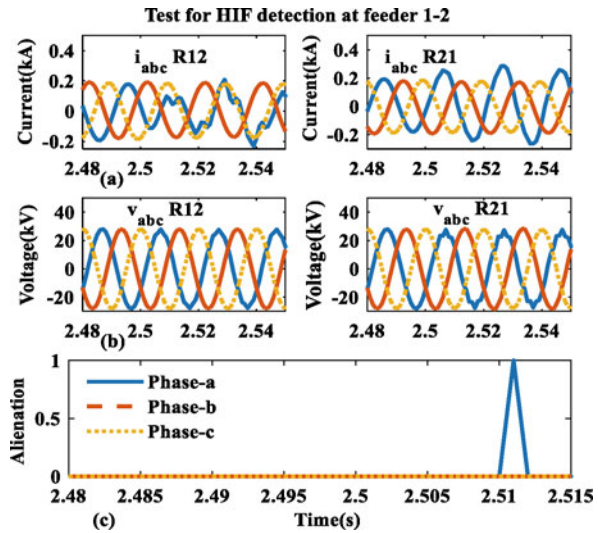 Test for HIF detection at feeder 1-2
Current(kA)
0.4
0.2
0
-0.2
i_abc R12
2.48 2.5 2.52 2.54
(a)
Current(kA)
0.4
0.2
0
-0.2
i_abc R21
2.48 2.5 2.52 2.54
Voltage(kV)
40
20
0
-20
v_abc R12
2.48 2.5 2.52 2.54
(b)
Voltage(kV)
40
20
0
-20
v_abc R21
2.48 2.5 2.52 2.54
Alienation
1
0.5
0
Phase-a
Phase-b
Phase-c
2.48 2.485 2.49 2.495 2.5 2.505 2.51 2.515
(c)
Time(s)